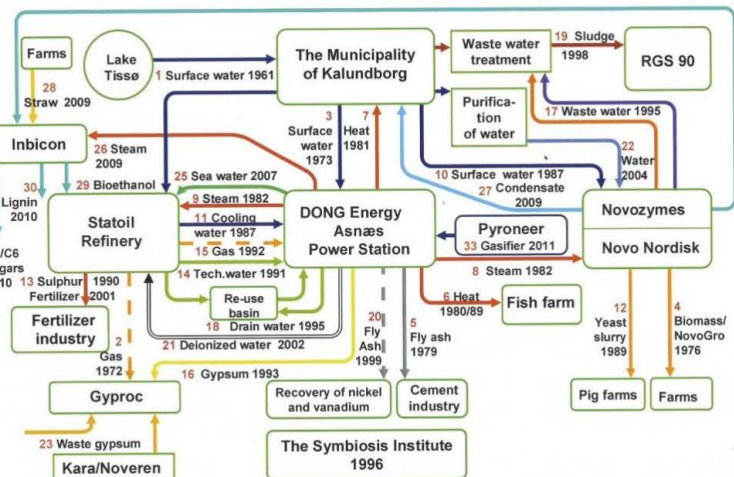 Farms
28
Straw 2009
Lake
Tissø
1 Surface water 1961
The Municipality
of Kalundborg
Waste water
treatment
19 Sludge
1998
RGS 90
Purifica-
tion
of water
17 Waste water 1995
22
Water
2004
Inbicon
26 Steam
2009
3
Surface
water
1973
7
Heat
1981
10 Surface water 1987
27 Condensate
2009
30
Lignin
2010
29 Bioethanol
25 Sea water 2007
9 Steam 1982
11 Cooling
water 1987
15 Gas 1992
14 Tech.water 1991
Statoil
Refinery
DONG Energy
Asnæs
Power Station
Pyroneer
33 Gasifier 2011
Novozymes
Novo Nordisk
8 Steam 1982
/C6
gars
10
13 Sulphur 1990
Fertilizer 2001
Re-use
basin
18 Drain water 1995
21 Deionized water 2002
6 Heat
1980/89
Fish farm
Fertilizer
industry
2
Gas
1972
16 Gypsum 1993
20
Fly
Ash
1999
5
Fly ash
1979
12
Yeast
slurry
1989
4
Biomass/
NovoGro
1976
Gyproc
Recovery of nickel
and vanadium
Cement
industry
Pig farms
Farms
23 Waste gypsum
Kara/Noveren
The Symbiosis Institute
1996